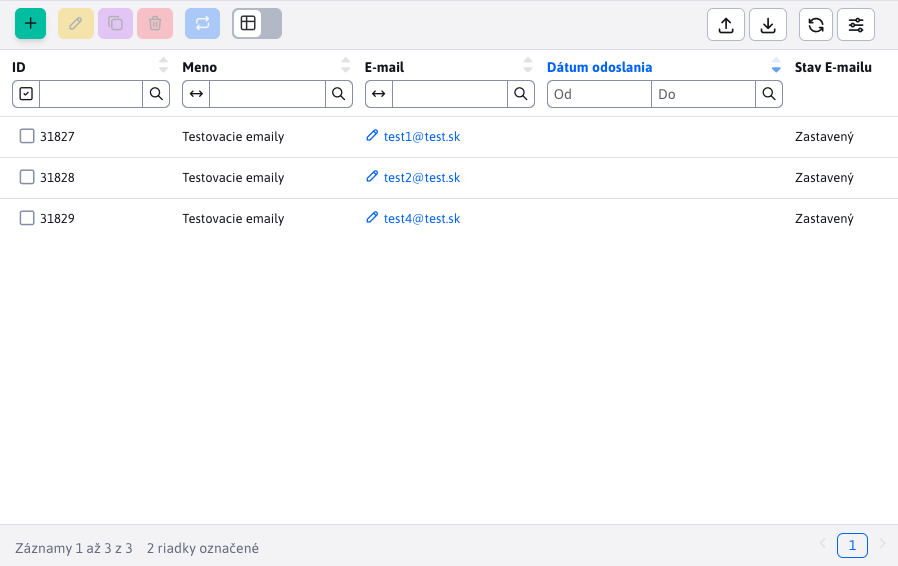 ID Meno E-mail Dátum odoslania Stav E-mailu
Od Do
31827 Testovacie emaily test1@test.sk Zastavený
31828 Testovacie emaily test2@test.sk Zastavený
31829 Testovacie emaily test4@test.sk Zastavený
Záznamy 1 až 3 z 3 2 riadky označené 1